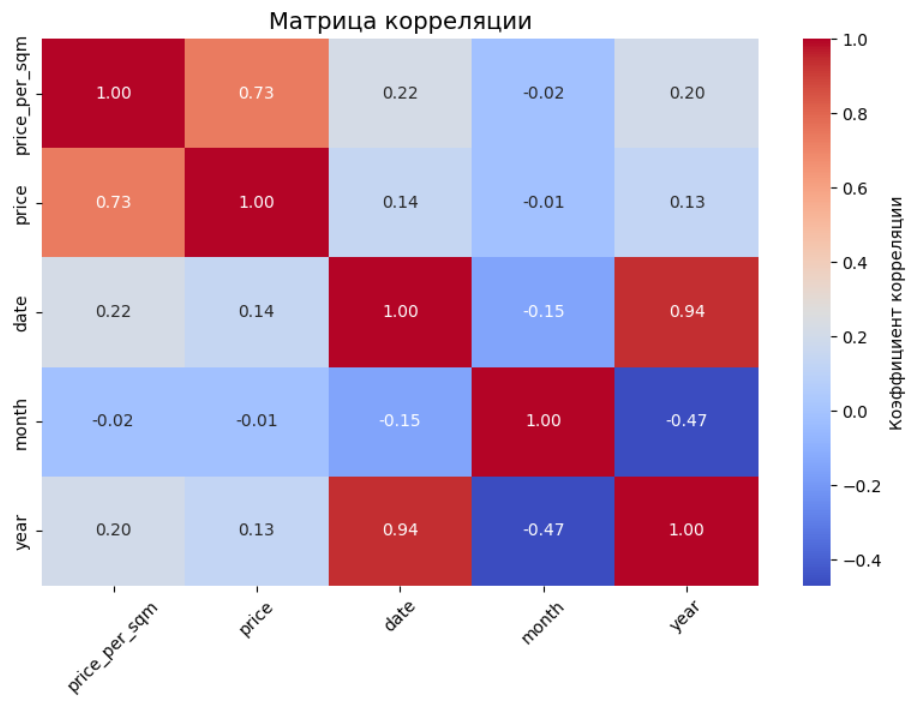 Матрица корреляции
price_per_sqm 1.00 0.73 0.22 -0.02 0.20
price 0.73 1.00 0.14 -0.01 0.13
date 0.22 0.14 1.00 -0.15 0.94
month -0.02 -0.01 -0.15 1.00 -0.47
year 0.20 0.13 0.94 -0.47 1.00
price_per_sqm price date month year
1.0
0.8
0.6
0.4
0.2
0.0
−0.2
−0.4
Коэффициент корреляции